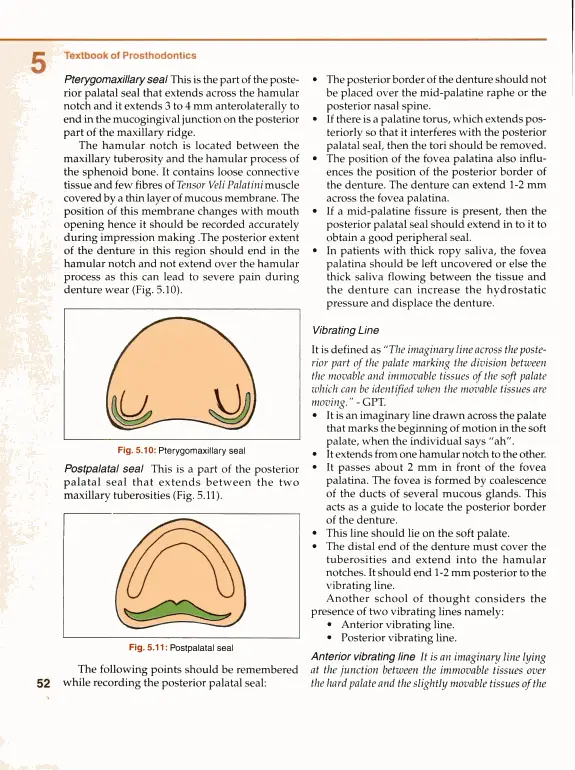 5
Textbook of Prosthodontics
Pterygomaxillary seal This is the part of the poste-
rior palatal seal that extends across the hamular
notch and it extends 3 to 4 mm anterolaterally to
end in the mucogingival junction on the posterior
part of the maxillary ridge.
The hamular notch is located between the
maxillary tuberosity and the hamular process of
the sphenoid bone. It contains loose connective
tissue and few fibres of Tensor Veli Palatini muscle
covered by a thin layer of mucous membrane. The
position of this membrane changes with mouth
opening hence it should be recorded accurately
during impression making .The posterior extent
of the denture in this region should end in the
hamular notch and not extend over the hamular
process as this can lead to severe pain during
denture wear (Fig. 5.10).
Fig. 5.10: Pterygomaxillary seal
Postpalatal seal This is a part of the posterior
palatal seal that extends between the two
maxillary tuberosities (Fig. 5.11).
Fig. 5.11: Postpalatal seal
The following points should be remembered
while recording the posterior palatal seal:
52
• The posterior border of the denture should not
be placed over the mid-palatine raphe or the
posterior nasal spine.
• If there is a palatine torus, which extends pos-
teriorly so that it interferes with the posterior
palatal seal, then the tori should be removed.
• The position of the fovea palatina also influ-
ences the position of the posterior border of
the denture. The denture can extend 1-2 mm
across the fovea palatina.
• If a mid-palatine fissure is present, then the
posterior palatal seal should extend in to it to
obtain a good peripheral seal.
• In patients with thick ropy saliva, the fovea
palatina should be left uncovered or else the
thick saliva flowing between the tissue and
the denture can increase the hydrostatic
pressure and displace the denture.
Vibrating Line
It is defined as "The imaginary line across the poste-
rior part of the palate marking the division between
the movable and immovable tissues of the soft palate
which can be identified when the movable tissues are
moving." - GPT.
• It is an imaginary line drawn across the palate
that marks the beginning of motion in the soft
palate, when the individual says "ah".
• It extends from one hamular notch to the other.
• It passes about 2 mm in front of the fovea
palatina. The fovea is formed by coalescence
of the ducts of several mucous glands. This
acts as a guide to locate the posterior border
of the denture.
• This line should lie on the soft palate.
• The distal end of the denture must cover the
tuberosities and extend into the hamular
notches. It should end 1-2 mm posterior to the
vibrating line.
Another school of thought considers the
presence of two vibrating lines namely:
• Anterior vibrating line.
• Posterior vibrating line.
Anterior vibrating line It is an imaginary line lying
at the junction between the immovable tissues over
the hard palate and the slightly movable tissues of the